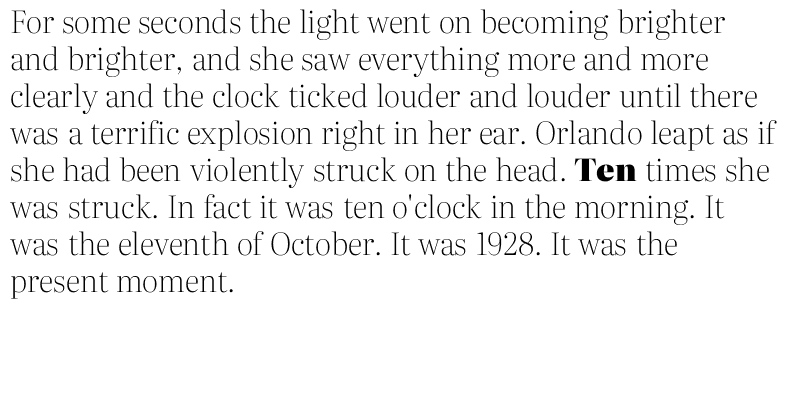 For some seconds the light went on becoming brighter
and brighter, and she saw everything more and more
clearly and the clock ticked louder and louder until there
was a terrific explosion right in her ear. Orlando leapt as if
she had been violently struck on the head. Ten times she
was struck. In fact it was ten o'clock in the morning. It
was the eleventh of October. It was 1928. It was the
present moment.